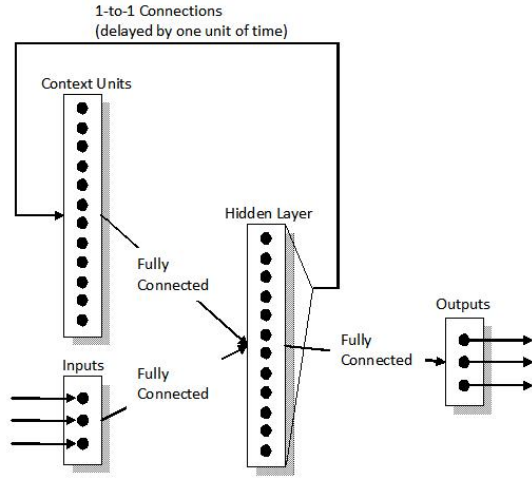 1-to-1 Connections
(delayed by one unit of time)
Context Units
Hidden Layer
Fully
Connected
Outputs
Fully
Connected
Inputs
Fully
Connected